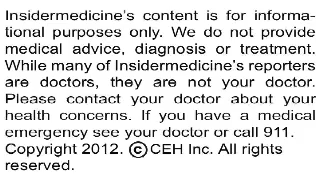 Insidermedicine's content is for informa-
tional purposes only. We do not provide
medical advice, diagnosis or treatment.
While many of Insidermedicine's reporters
are doctors, they are not your doctor.
Please contact your doctor about your
health concerns. If you have a medical
emergency see your doctor or call 911.
Copyright 2012. ©CEH Inc. All rights
reserved.